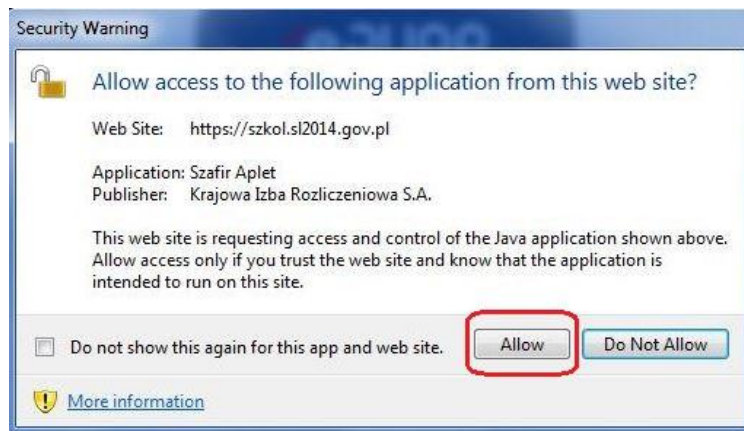 Security Warning
Allow access to the following application from this web site?
Web Site: https://szkol.sl2014.gov.pl
Application: Szafir Aplet
Publisher: Krajowa Izba Rozliczeniowa S.A.
This web site is requesting access and control of the Java application shown above.
Allow access only if you trust the web site and know that the application is
intended to run on this site.
Do not show this again for this app and web site.
Allow
Do Not Allow
More information